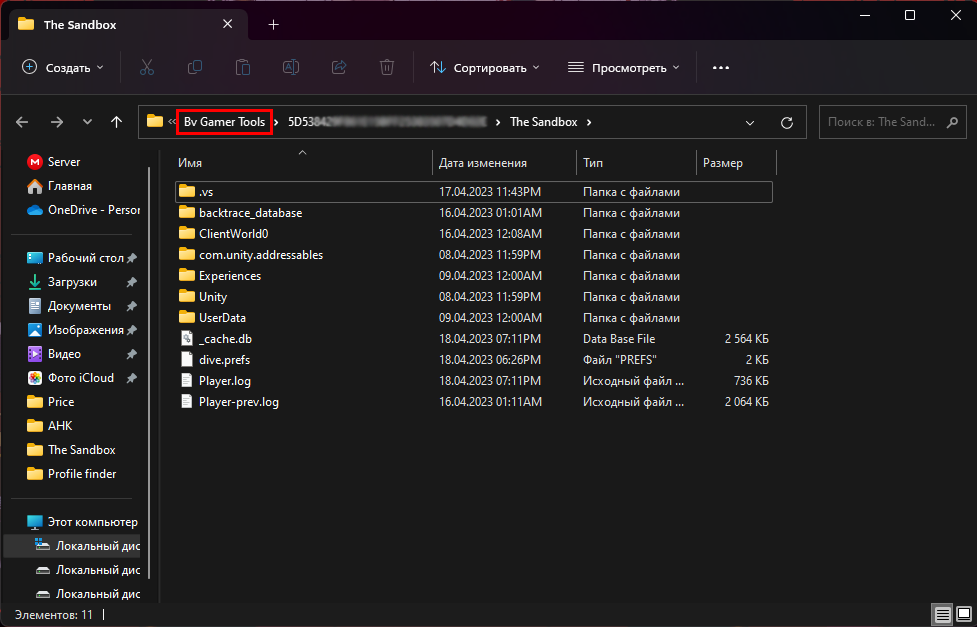 The Sandbox
Создать
Сортировать
Просмотреть
Bv Gamer Tools
The Sandbox
Поиск в: The Sand...
Server
Главная
OneDrive - Persor
Рабочий стол
Загрузки
Документы
Изображения
Видео
Фото iCloud
Price
АНК
The Sandbox
Profile finder
Этот компьютер
Локальный дис
Локальный дис
Локальный дис
Имя Дата изменения Тип Размер
.vs 17.04.2023 11:43PM Папка с файлами
backtrace_database 16.04.2023 01:01AM Папка с файлами
ClientWorld0 16.04.2023 12:08AM Папка с файлами
com.unity.addressables 08.04.2023 11:59PM Папка с файлами
Experiences 09.04.2023 12:00AM Папка с файлами
Unity 08.04.2023 11:59PM Папка с файлами
UserData 09.04.2023 12:00AM Папка с файлами
_cache.db 18.04.2023 07:11PM Data Base File 2 564 КБ
dive.prefs 18.04.2023 06:26PM Файл "PREFS" 2 КБ
Player.log 18.04.2023 07:11PM Исходный файл ... 736 КБ
Player-prev.log 16.04.2023 01:11AM Исходный файл ... 2 064 КБ
Элементов: 11